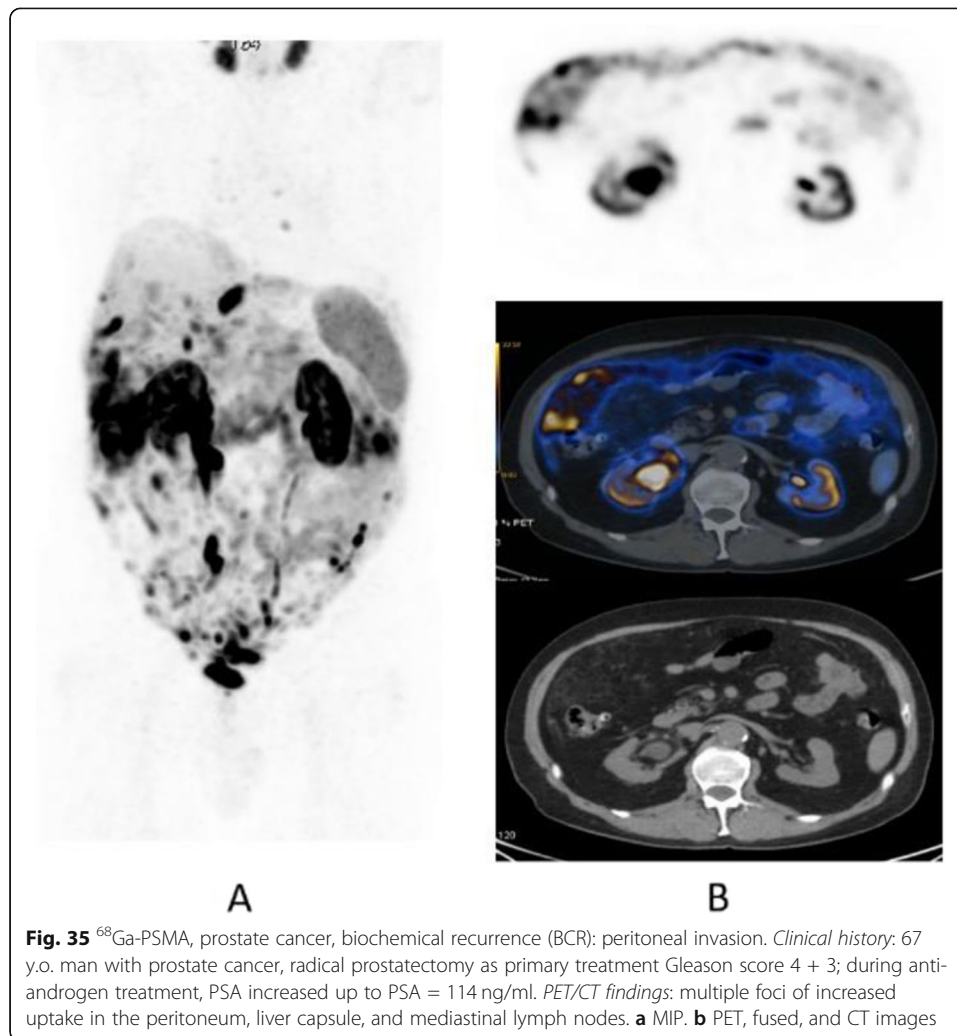 % PET
120
A
B
Fig. 35 ⁶⁸Ga-PSMA, prostate cancer, biochemical recurrence (BCR): peritoneal invasion. Clinical history: 67
y.o. man with prostate cancer, radical prostatectomy as primary treatment Gleason score 4 + 3; during anti-
androgen treatment, PSA increased up to PSA = 114 ng/ml. PET/CT findings: multiple foci of increased
uptake in the peritoneum, liver capsule, and mediastinal lymph nodes. a MIP. b PET, fused, and CT images